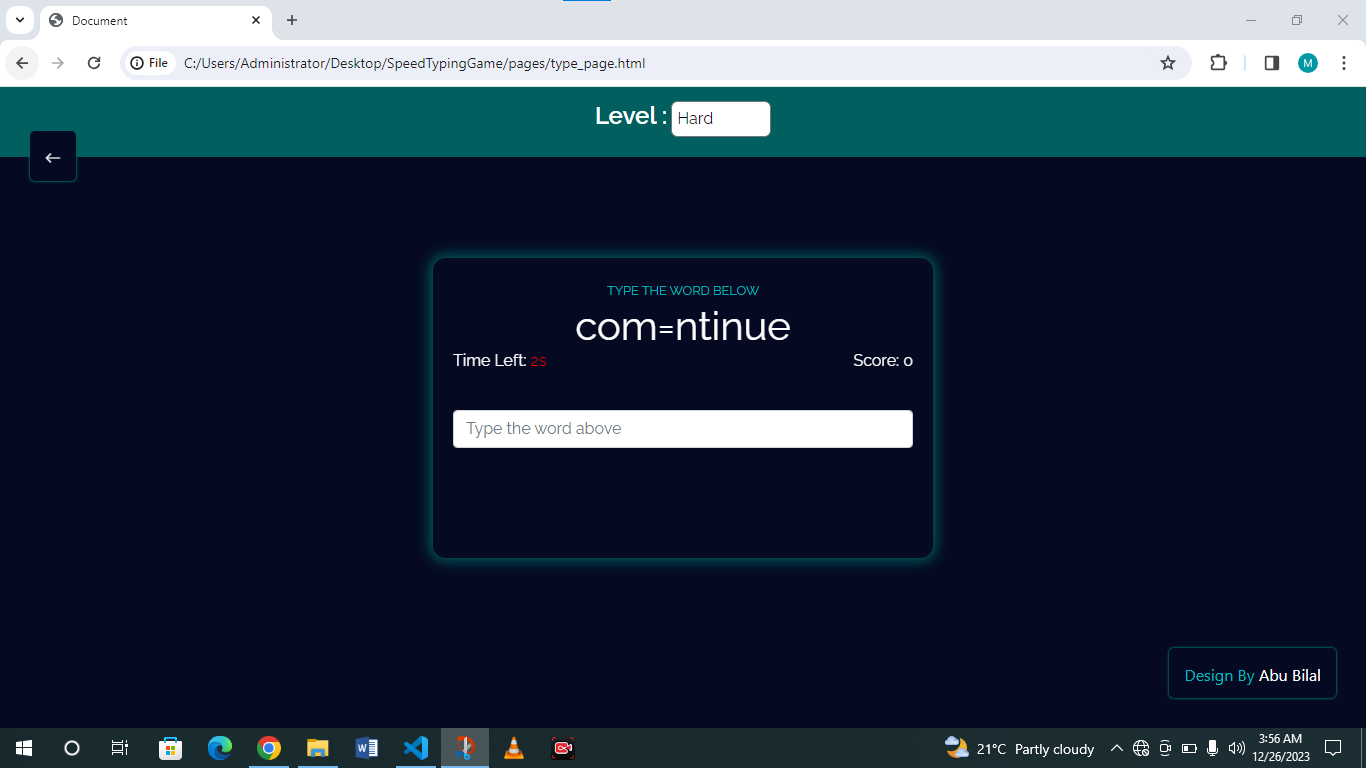 Document
File C:/Users/Administrator/Desktop/SpeedTypingGame/pages/type_page.html
M
Level : Hard
TYPE THE WORD BELOW
com=ntinue
Time Left: 2s Score: 0
Type the word above
Design By Abu Bilal
21°C Partly cloudy
3:56 AM
12/26/2023